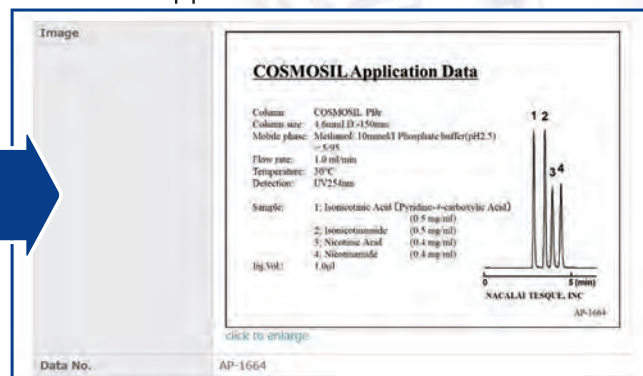 Image
COSMOSIL Application Data
Column: COSMOSIL PBr
Column size: 4.6mmI.D.-150mm
Mobile phase: Methanol: 10mmol/l Phosphate buffer(pH2.5)
= 5:95
Flow rate: 1.0 ml/min
Temperature: 30°C
Detection: UV254nm
Sample: 1; Isonicotinic Acid (Pyridine-4-carboxylic Acid)
(0.5 mg/ml)
2; Isonicotinamide (0.5 mg/ml)
3; Nicotinic Acid (0.4 mg/ml)
4; Nicotinamide (0.4 mg/ml)
Inj.Vol.: 1.0μl
1 2
3 4
0 5 (min)
NACALAI TESQUE, INC
AP-1664
click to enlarge
Data No. AP-1664